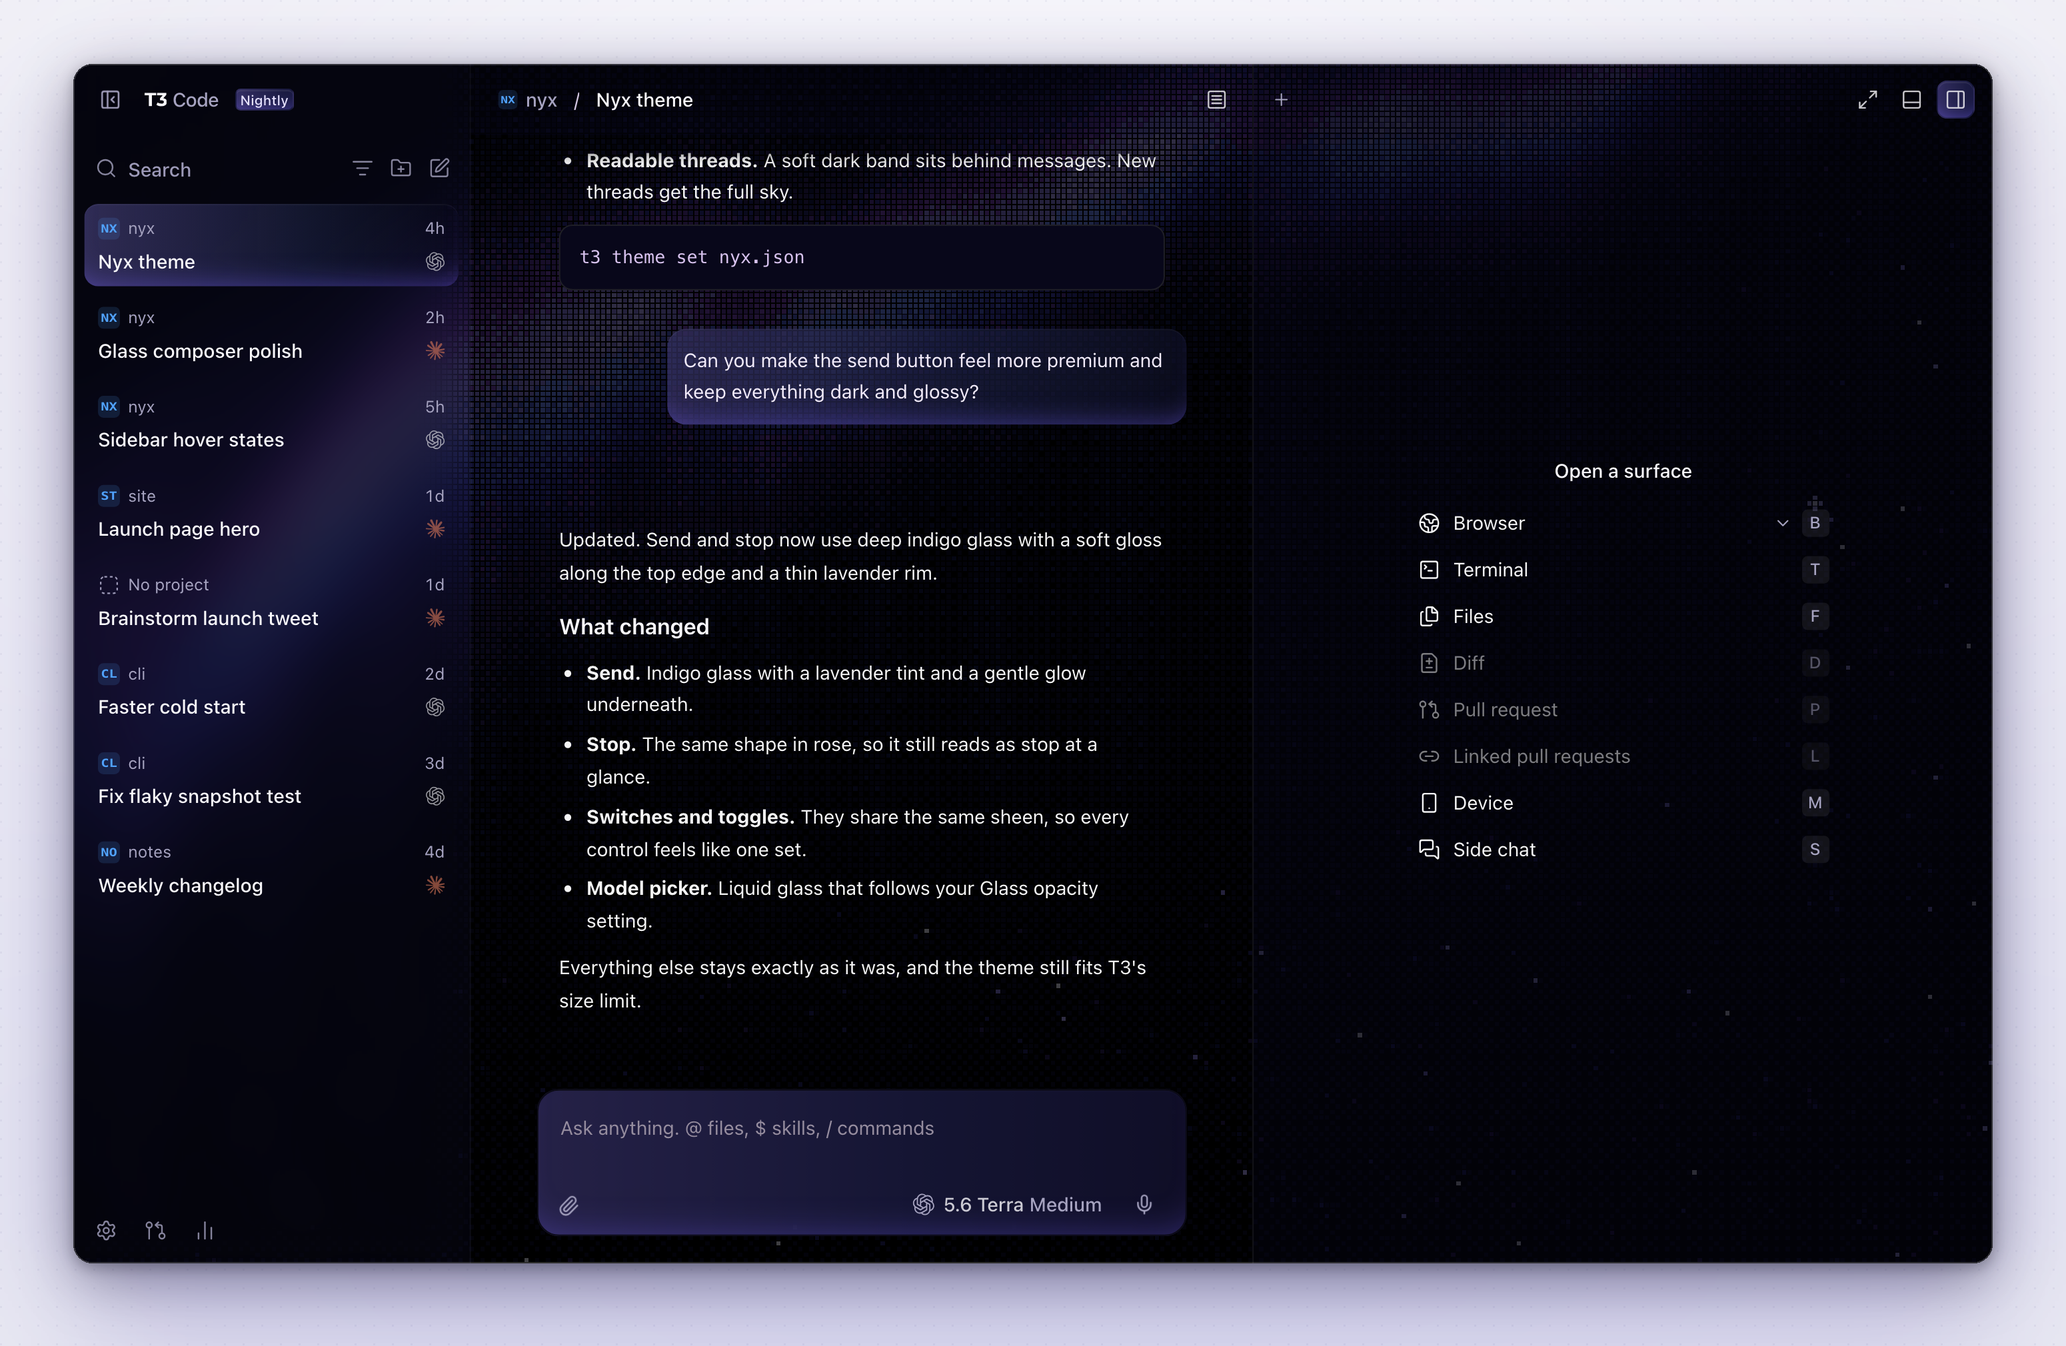 T3 Code Nightly
Search
NX nyx 4h
Nyx theme
NX nyx 2h
Glass composer polish
NX nyx 5h
Sidebar hover states
ST site 1d
Launch page hero
No project 1d
Brainstorm launch tweet
CL cli 2d
Faster cold start
CL cli 3d
Fix flaky snapshot test
NO notes 4d
Weekly changelog
NX nyx / Nyx theme
• Readable threads. A soft dark band sits behind messages. New
threads get the full sky.
t3 theme set nyx.json
Can you make the send button feel more premium and
keep everything dark and glossy?
Updated. Send and stop now use deep indigo glass with a soft gloss
along the top edge and a thin lavender rim.
What changed
• Send. Indigo glass with a lavender tint and a gentle glow
underneath.
• Stop. The same shape in rose, so it still reads as stop at a
glance.
• Switches and toggles. They share the same sheen, so every
control feels like one set.
• Model picker. Liquid glass that follows your Glass opacity
setting.
Everything else stays exactly as it was, and the theme still fits T3's
size limit.
Ask anything. @ files, $ skills, / commands
5.6 Terra Medium
Open a surface
Browser B
Terminal T
Files F
Diff D
Pull request P
Linked pull requests L
Device M
Side chat S